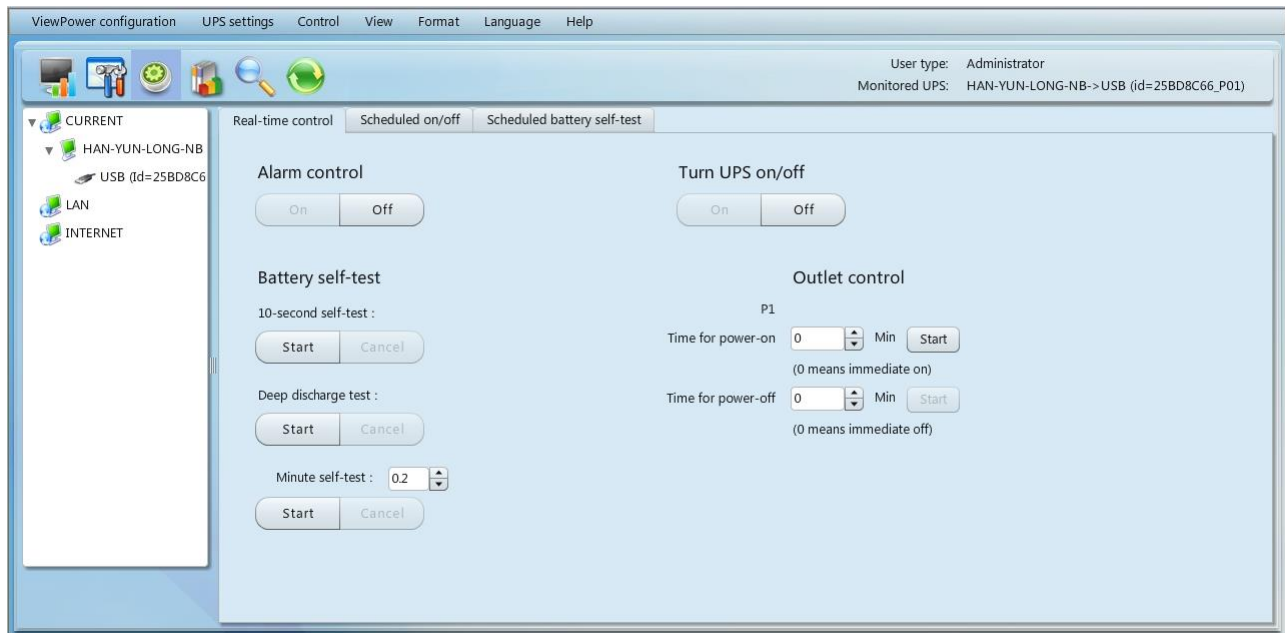 ViewPower configuration UPS settings Control View Format Language Help
User type: Administrator
Monitored UPS: HAN-YUN-LONG-NB->USB (id=25BD8C66_P01)
CURRENT
HAN-YUN-LONG-NB
USB (Id=25BD8C6
LAN
INTERNET
Real-time control Scheduled on/off Scheduled battery self-test
Alarm control
On Off
Turn UPS on/off
On Off
Battery self-test
10-second self-test :
Start Cancel
Deep discharge test :
Start Cancel
Minute self-test : 0.2
Start Cancel
Outlet control
P1
Time for power-on 0 Min Start
(0 means immediate on)
Time for power-off 0 Min Start
(0 means immediate off)